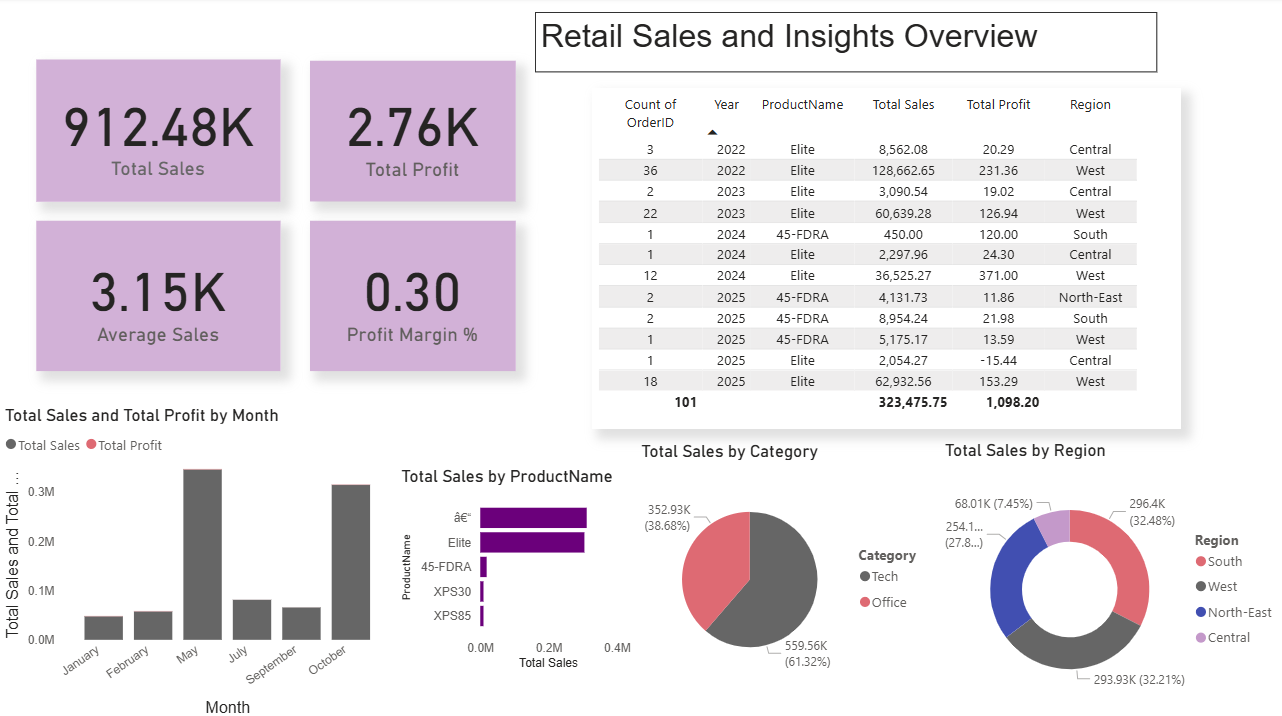 Retail Sales and Insights Overview
912.48K
Total Sales
2.76K
Total Profit
3.15K
Average Sales
0.30
Profit Margin %
Count of OrderID Year ProductName Total Sales Total Profit Region
3 2022 Elite 8,562.08 20.29 Central
36 2022 Elite 128,662.65 231.36 West
2 2023 Elite 3,090.54 19.02 Central
22 2023 Elite 60,639.28 126.94 West
1 2024 45-FDRA 450.00 120.00 South
1 2024 Elite 2,297.96 24.30 Central
12 2024 Elite 36,525.27 371.00 West
2 2025 45-FDRA 4,131.73 11.86 North-East
2 2025 45-FDRA 8,954.24 21.98 South
1 2025 45-FDRA 5,175.17 13.59 West
1 2025 Elite 2,054.27 -15.44 Central
18 2025 Elite 62,932.56 153.29 West
101 323,475.75 1,098.20
Total Sales and Total Profit by Month
Total Sales Total Profit
Total Sales and Total ...
0.3M
0.2M
0.1M
0.0M
January February May July September October
Month
Total Sales by ProductName
ProductName
â€“
Elite
45-FDRA
XPS30
XPS85
0.0M 0.2M 0.4M
Total Sales
Total Sales by Category
352.93K
(38.68%)
559.56K
(61.32%)
Category
Tech
Office
Total Sales by Region
68.01K (7.45%)
296.4K
(32.48%)
254.1...
(27.8...)
293.93K (32.21%)
Region
South
West
North-East
Central